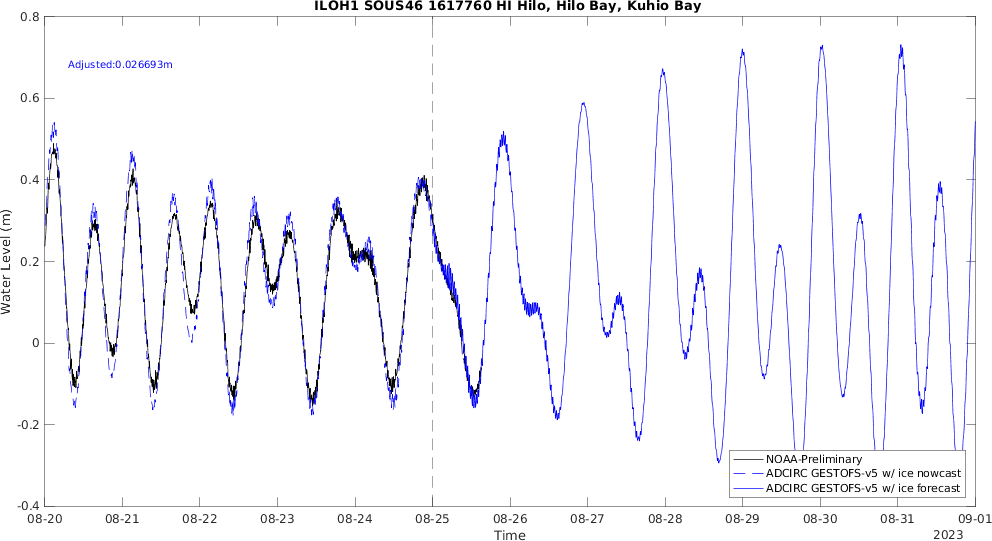 ILOH1 SOUS46 1617760 HI Hilo, Hilo Bay, Kuhio Bay
0.8
Adjusted:0.026693m
0.6
0.4
0.2
0
-0.2
-0.4
Water Level (m)
NOAA-Preliminary
ADCIRC GESTOFS-v5 w/ ice nowcast
ADCIRC GESTOFS-v5 w/ ice forecast
08-20 08-21 08-22 08-23 08-24 08-25 08-26 08-27 08-28 08-29 08-30 08-31 09-01
Time
2023